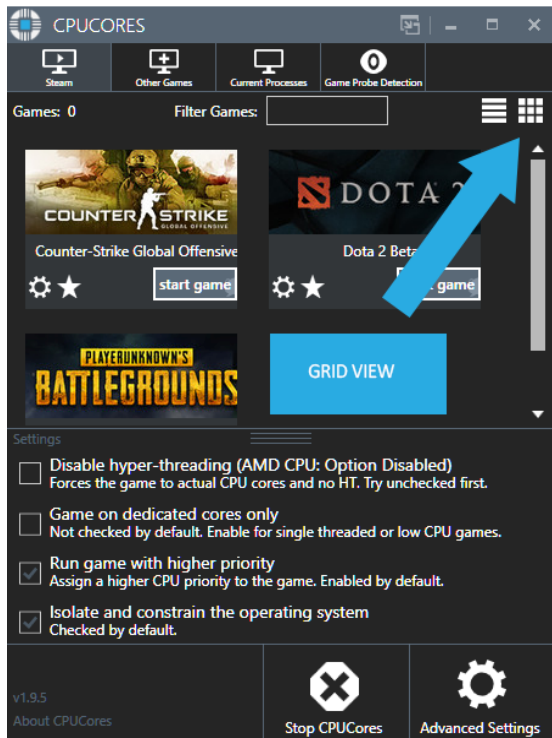 CPUCORES
Steam
Other Games
Current Processes
Game Probe Detection
Games: 0
Filter Games:
COUNTER STRIKE
GLOBAL OFFENSIVE
DOTA 2
Counter-Strike Global Offensive
Dota 2 Beta
start game
game
PLAYERUNKNOWN'S
BATTLEGROUNDS
GRID VIEW
Settings
Disable hyper-threading (AMD CPU: Option Disabled)
Forces the game to actual CPU cores and no HT. Try unchecked first.
Game on dedicated cores only
Not checked by default. Enable for single threaded or low CPU games.
Run game with higher priority
Assign a higher CPU priority to the game. Enabled by default.
Isolate and constrain the operating system
Checked by default.
v1.9.5
About CPUCores
Stop CPUCores
Advanced Settings